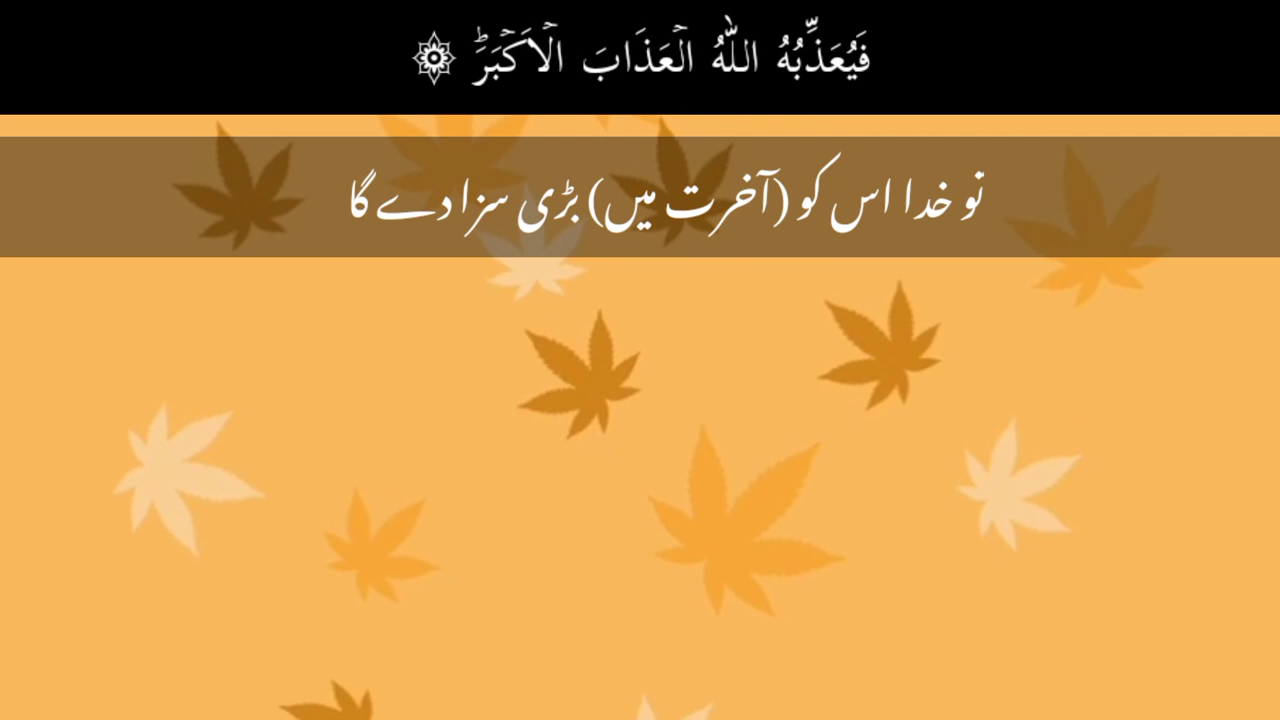 فَيُعَذِّبُهُ اللّٰهُ الۡعَذَابَ الۡاَكۡبَرَؕ ۞
تو خدا اس کو (آخرت میں) بڑی سزا دے گا